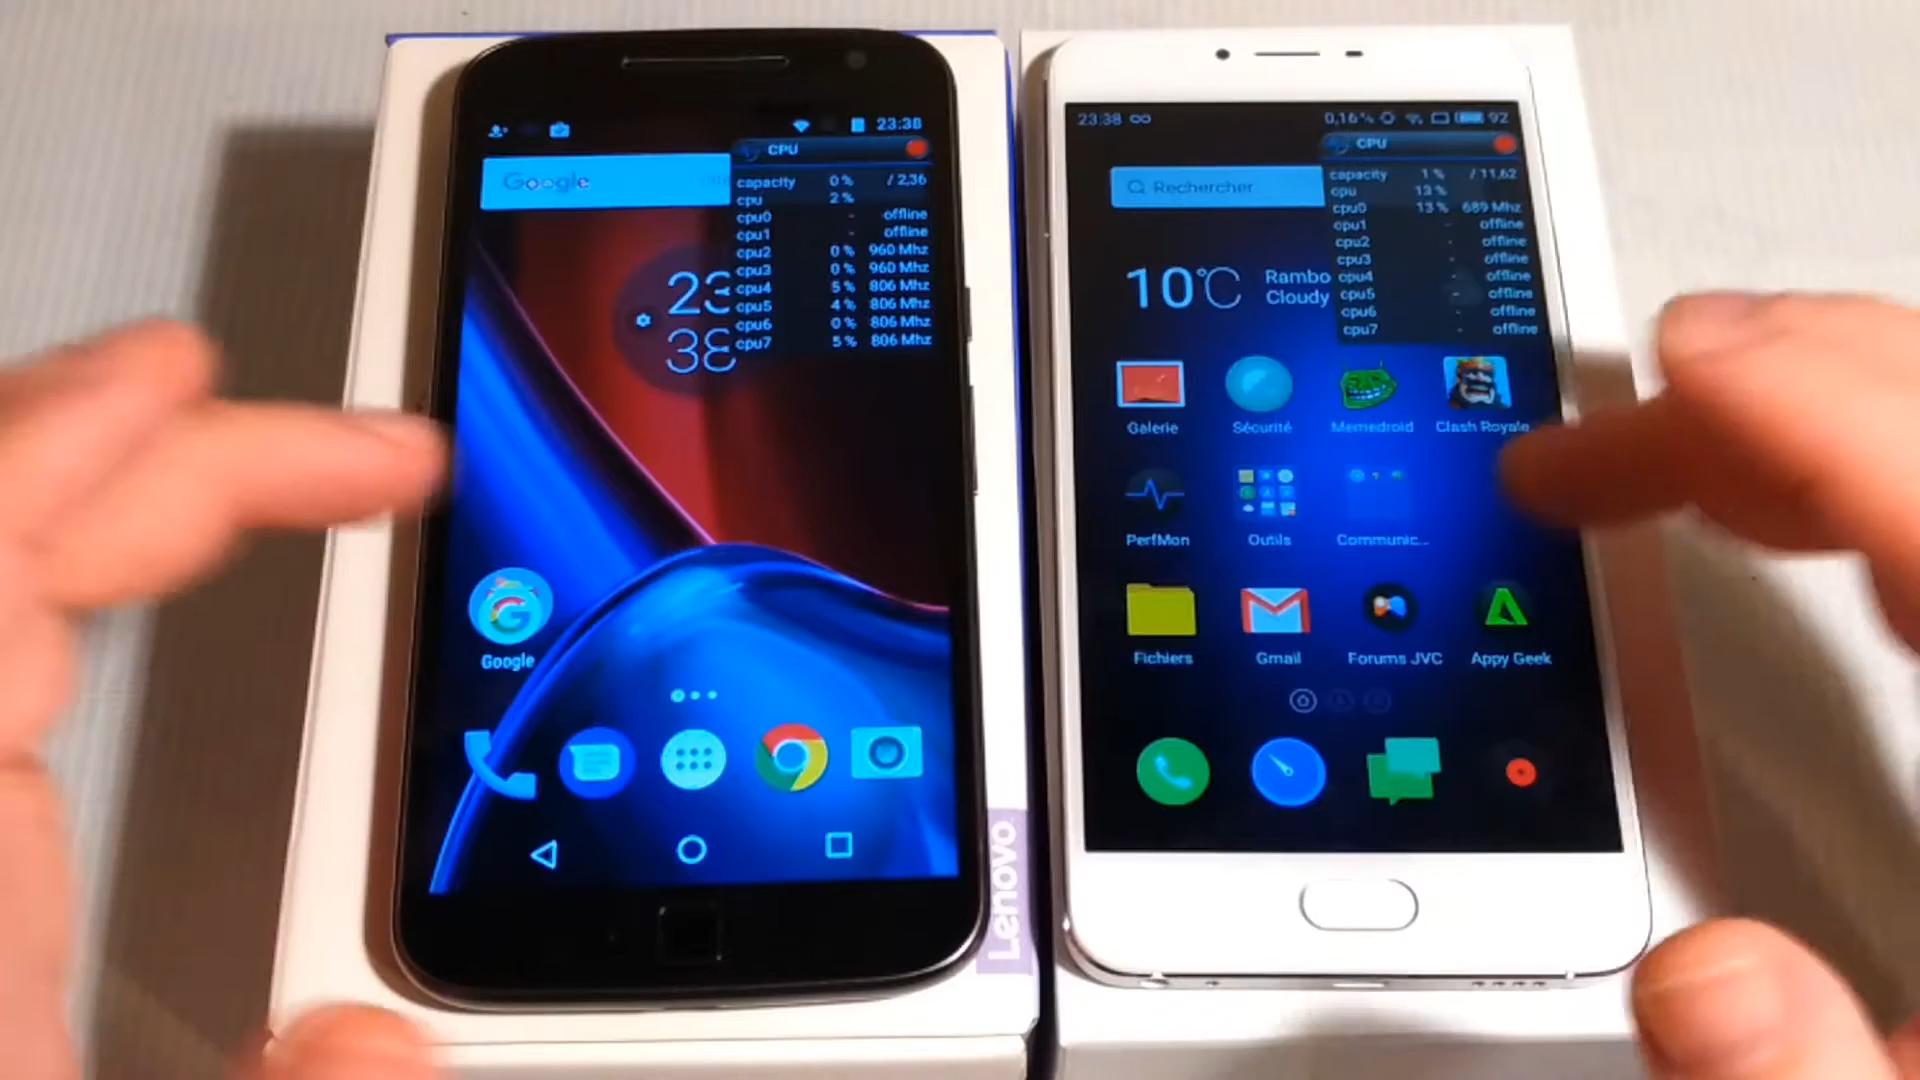 23:38
Google
CPU
capacity 0 % / 2,36
cpu 2 %
cpu0 - offline
cpu1 - offline
cpu2 0 % 960 Mhz
cpu3 0 % 960 Mhz
cpu4 5 % 806 Mhz
cpu5 4 % 806 Mhz
cpu6 0 % 806 Mhz
cpu7 5 % 806 Mhz
23
38
Google
Lenovo
23:38
0,16 92
CPU
Rechercher
capacity 1 % / 11,62
cpu 13 %
cpu0 13 % 689 Mhz
cpu1 - offline
cpu2 - offline
cpu3 - offline
cpu4 - offline
cpu5 - offline
cpu6 - offline
cpu7 - offline
10°C
Rambo
Cloudy
Galerie Sécurité Memedroid Clash Royale
PerfMon Outils Communic...
Fichiers Gmail Forums JVC Appy Geek